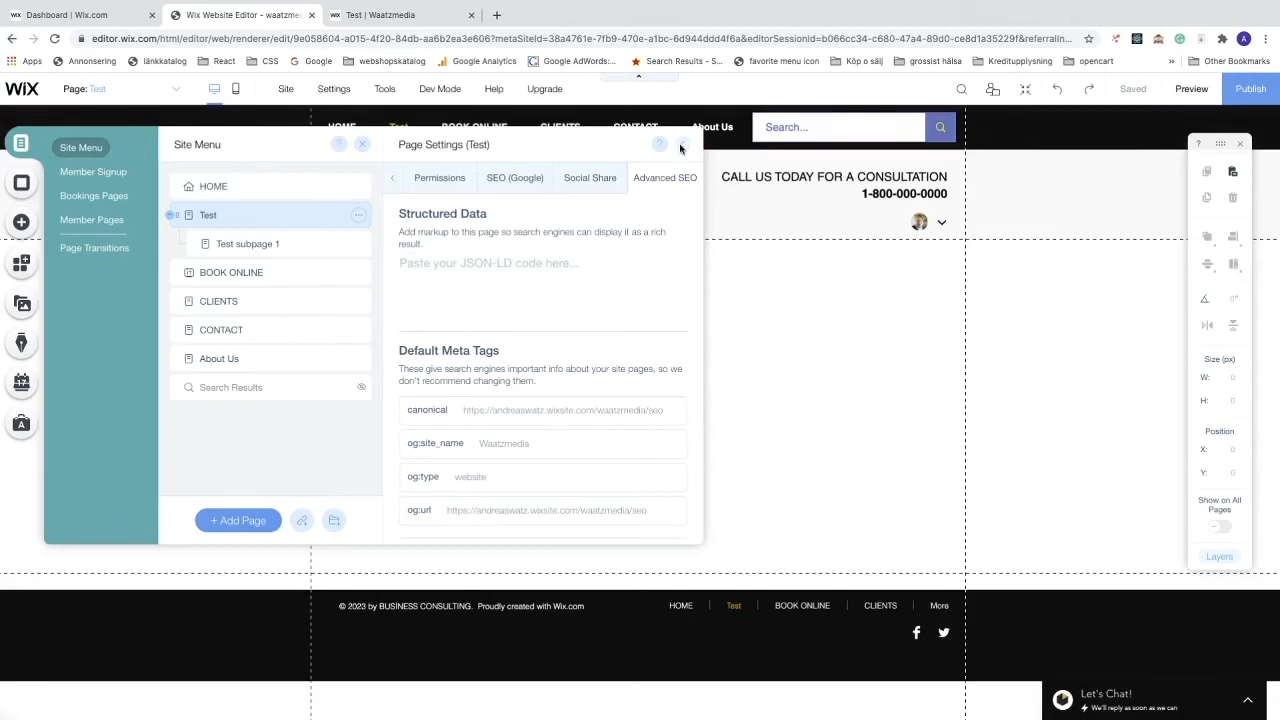 Dashboard | Wix.com
Wix Website Editor - waatzmed
Test | Waatzmedia
editor.wix.com/html/editor/web/renderer/edit/9e058604-a015-4f20-84db-aa6b2ea3e606?metaSiteId=38a4761e-7fb9-470e-a1bc-6d944ddd4f6a&editorSessionId=b066cc34-c680-47a4-89d0-ce8d1a35229f&referralIn...
Apps
Annonsering
länkkatalog
React
CSS
Google
webbshopskatalog
Google Analytics
Google AdWords:...
Search Results - S...
favorite menu icon
Köp o sälj
grossist hälsa
Kreditupplysning
opencart
»
Other Bookmarks
WiX
Page: Test
Site
Settings
Tools
Dev Mode
Help
Upgrade
Saved
Preview
Publish
HOME
Test
BOOK ONLINE
CLIENTS
CONTACT
About Us
Search...
CALL US TODAY FOR A CONSULTATION
1-800-000-0000
Site Menu
Member Signup
Bookings Pages
Member Pages
Page Transitions
Site Menu
HOME
Test
Test subpage 1
BOOK ONLINE
CLIENTS
CONTACT
About Us
Search Results
+ Add Page
Page Settings (Test)
Permissions
SEO (Google)
Social Share
Advanced SEO
Structured Data
Add markup to this page so search engines can display it as a rich
result.
Paste your JSON-LD code here...
Default Meta Tags
These give search engines important info about your site pages, so we
don't recommend changing them.
canonical https://andreaswatz.wixsite.com/waatzmedia/seo
og:site_name Waatzmedia
og:type website
og:url https://andreaswatz.wixsite.com/waatzmedia/seo
0°
Size (px)
W: 0
H: 0
Position
X: 0
Y: 0
Show on All
Pages
Layers
© 2023 by BUSINESS CONSULTING. Proudly created with Wix.com
HOME
Test
BOOK ONLINE
CLIENTS
More
Let's Chat!
We'll reply as soon as we can